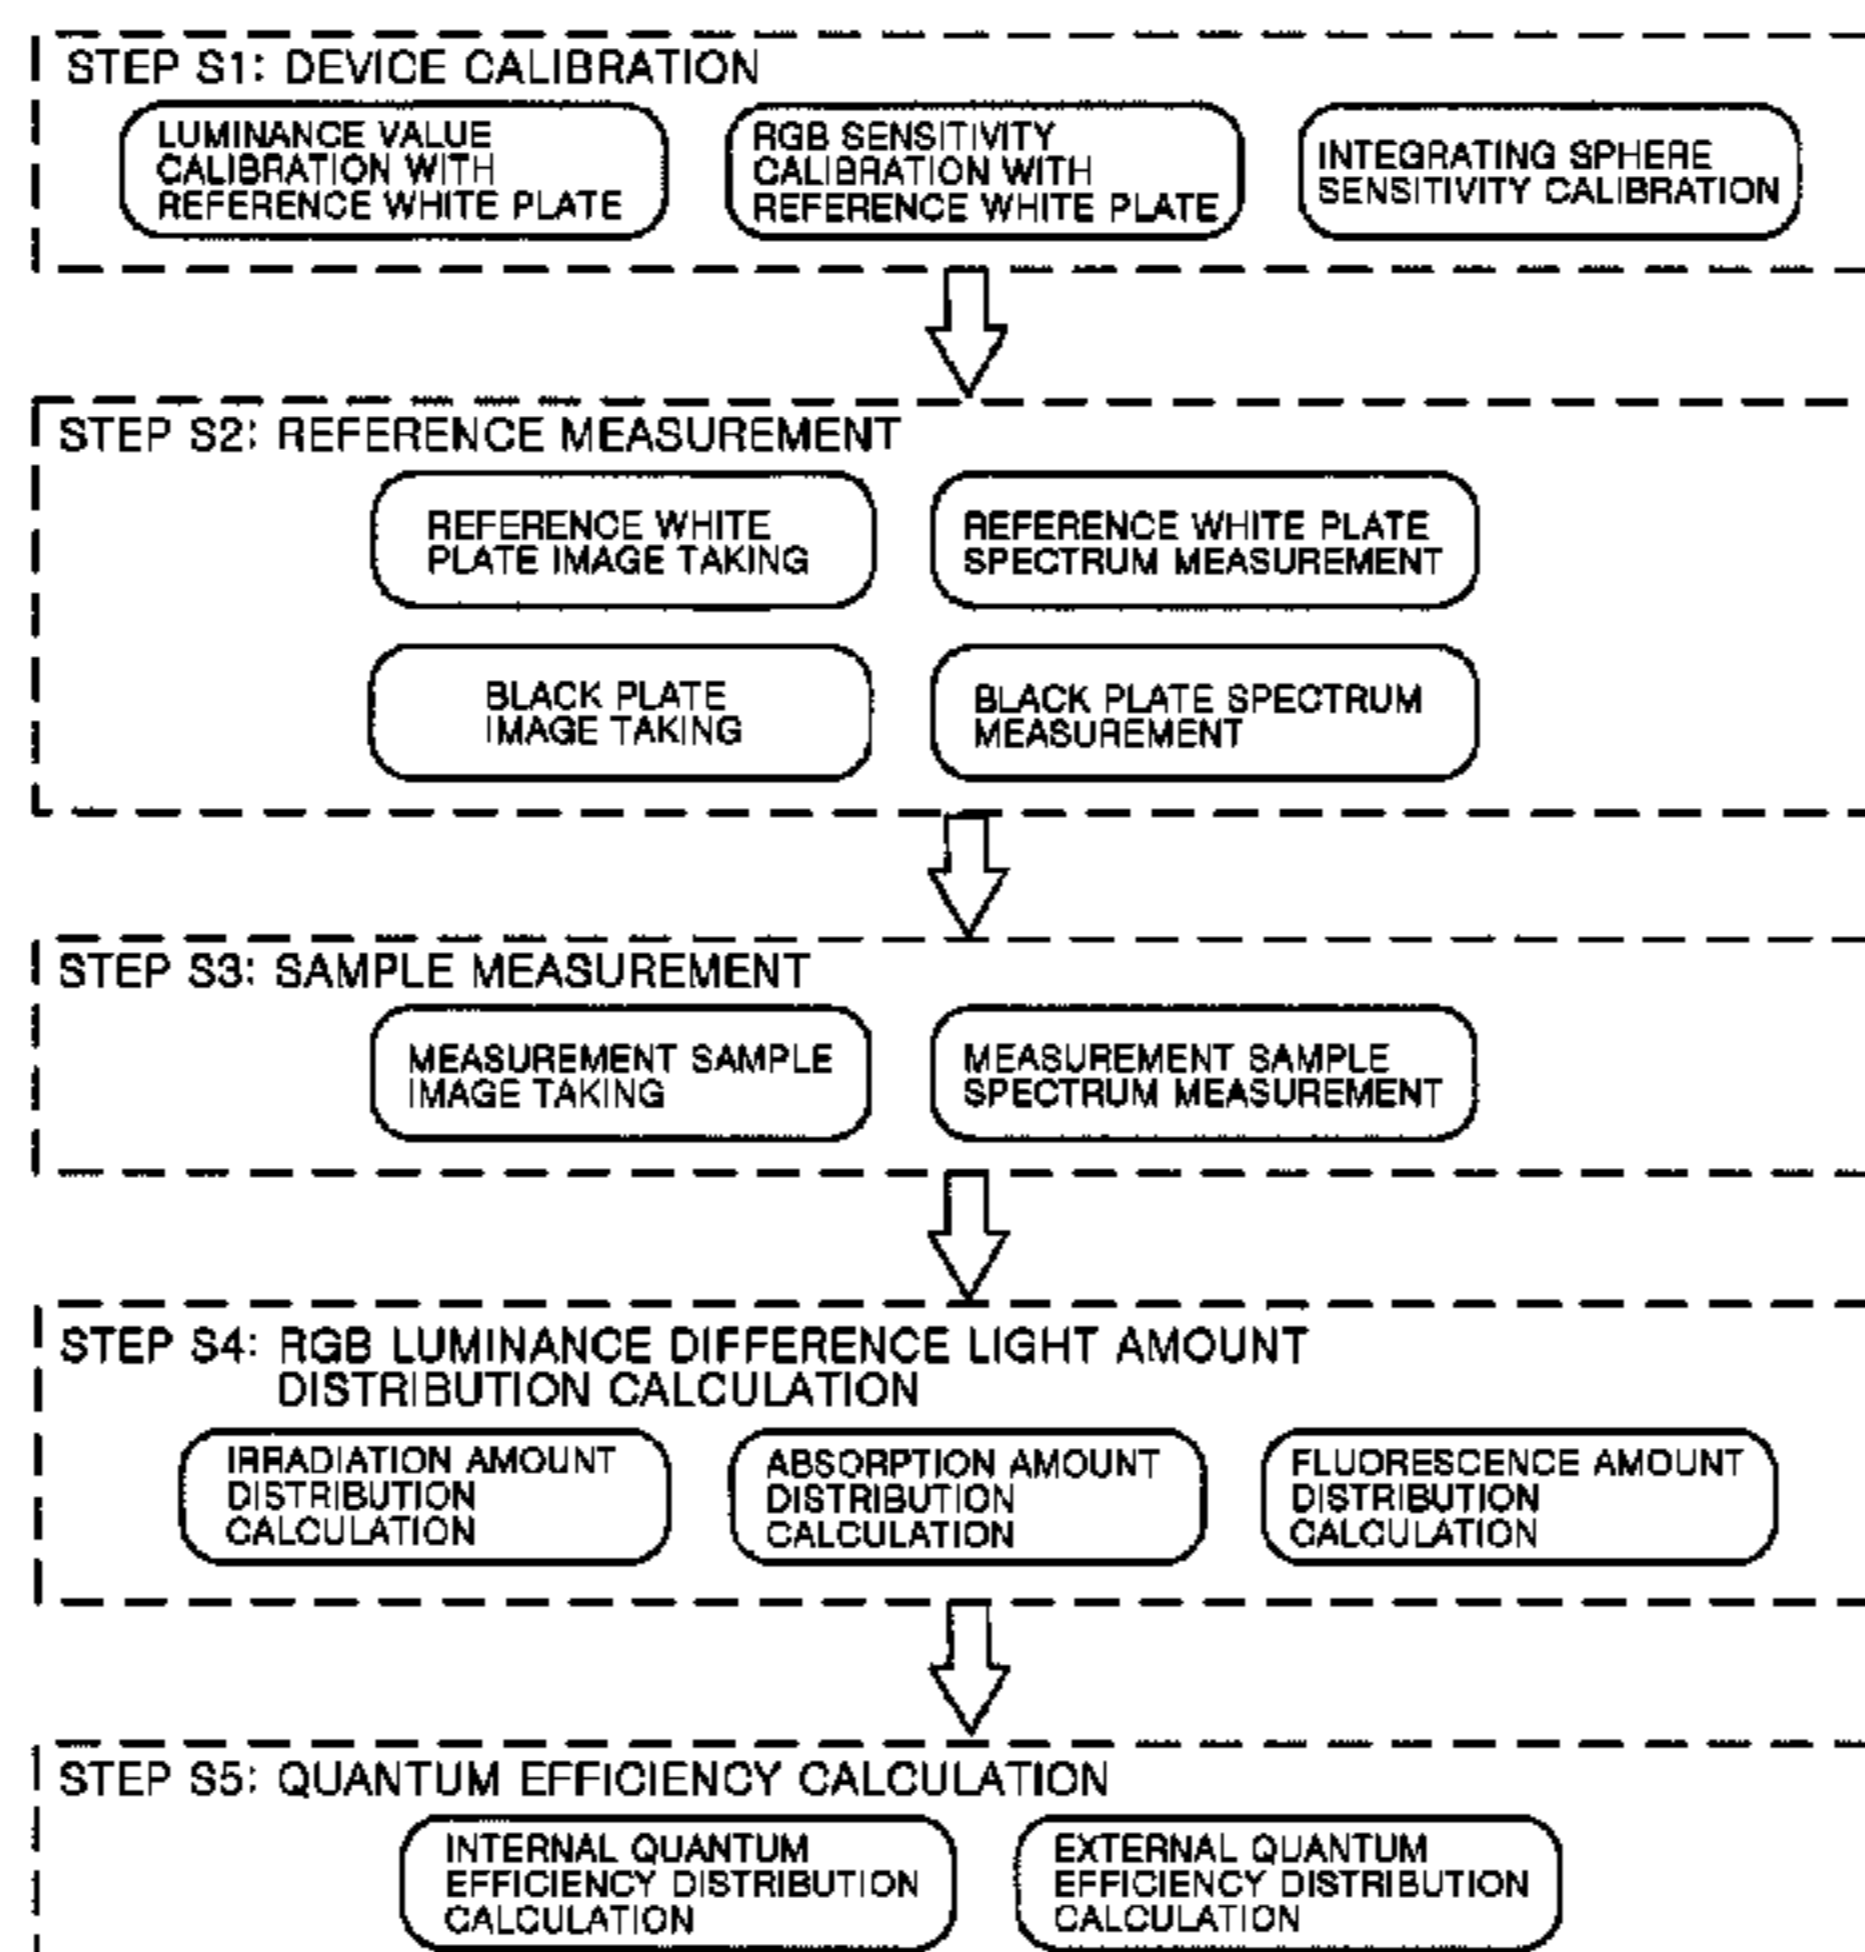 STEP S1: DEVICE CALIBRATION
LUMINANCE VALUE
CALIBRATION WITH
REFERENCE WHITE PLATE
RGB SENSITIVITY
CALIBRATION WITH
REFERENCE WHITE PLATE
INTEGRATING SPHERE
SENSITIVITY CALIBRATION
STEP S2: REFERENCE MEASUREMENT
REFERENCE WHITE
PLATE IMAGE TAKING
REFERENCE WHITE PLATE
SPECTRUM MEASUREMENT
BLACK PLATE
IMAGE TAKING
BLACK PLATE SPECTRUM
MEASUREMENT
STEP S3: SAMPLE MEASUREMENT
MEASUREMENT SAMPLE
IMAGE TAKING
MEASUREMENT SAMPLE
SPECTRUM MEASUREMENT
STEP S4: RGB LUMINANCE DIFFERENCE LIGHT AMOUNT
DISTRIBUTION CALCULATION
IRRADIATION AMOUNT
DISTRIBUTION
CALCULATION
ABSORPTION AMOUNT
DISTRIBUTION
CALCULATION
FLUORESCENCE AMOUNT
DISTRIBUTION
CALCULATION
STEP S5: QUANTUM EFFICIENCY CALCULATION
INTERNAL QUANTUM
EFFICIENCY DISTRIBUTION
CALCULATION
EXTERNAL QUANTUM
EFFICIENCY DISTRIBUTION
CALCULATION